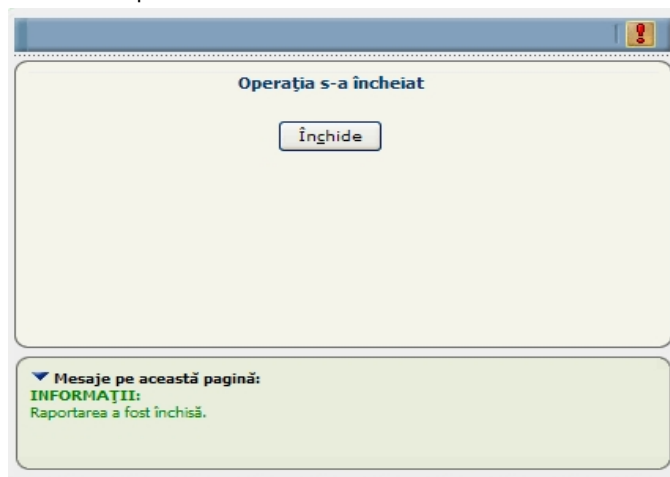 Operaţia s-a încheiat
Închide
Mesaje pe această pagină:
INFORMAŢII:
Raportarea a fost închisă.